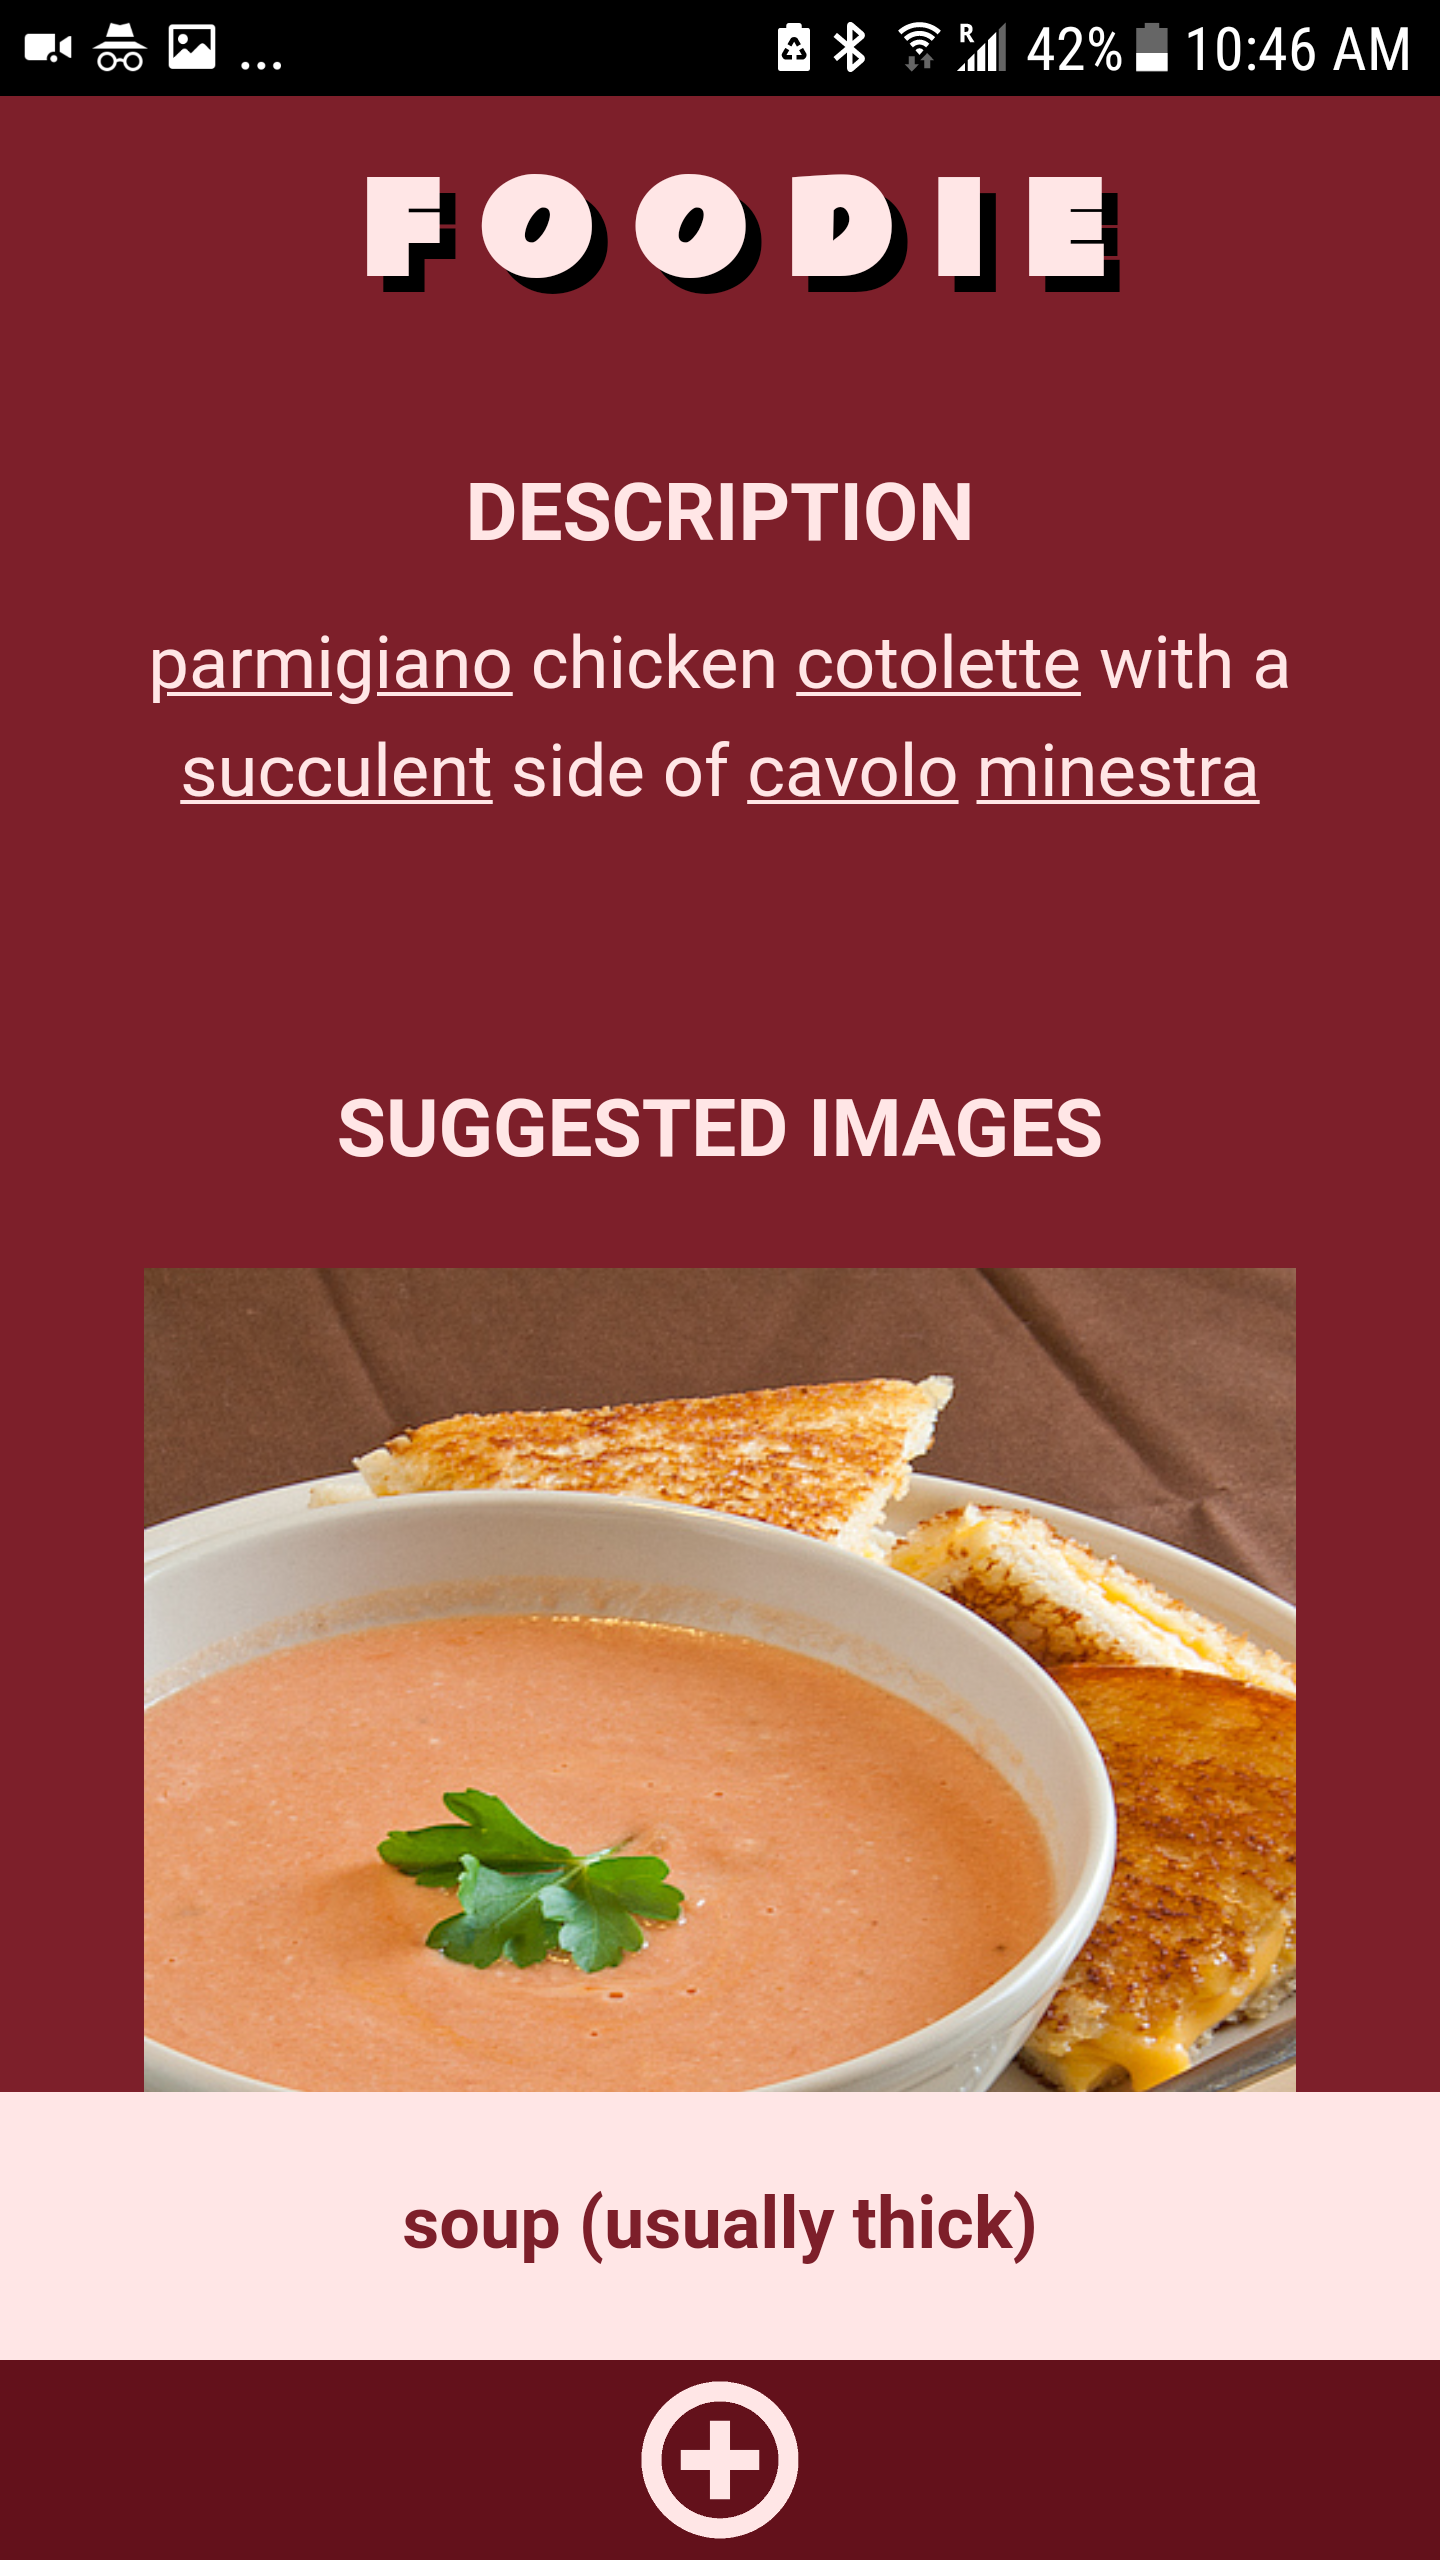 ... R 42% 10:46 AM
FOODIE
DESCRIPTION
parmigiano chicken cotolette with a
succulent side of cavolo minestra
SUGGESTED IMAGES
soup (usually thick)